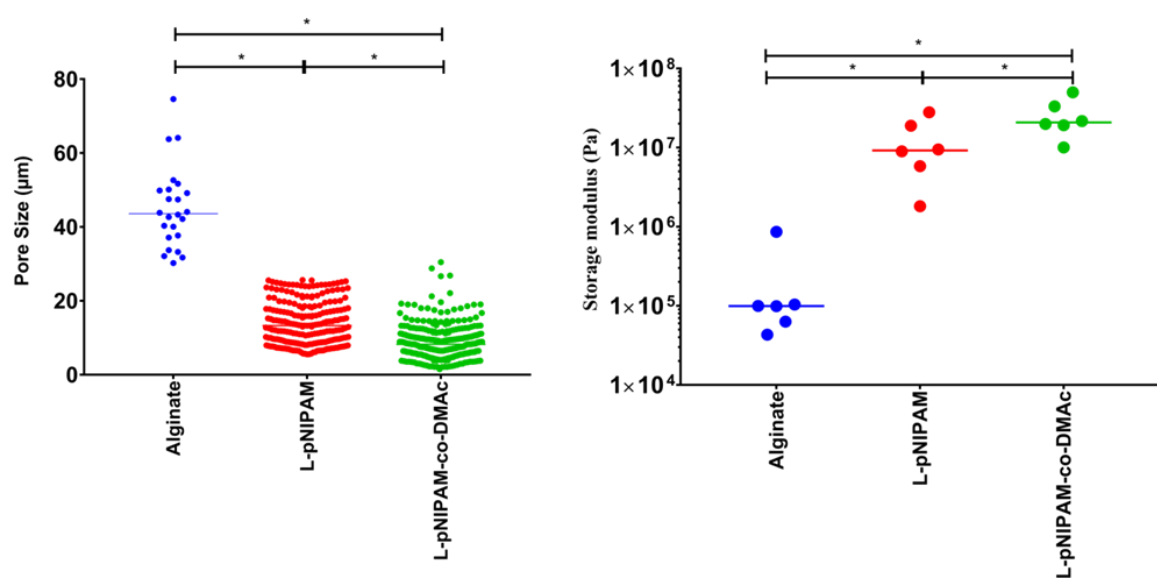 *
* *
80
60
40
20
0
Pore Size (µm)
Alginate
L-pNIPAM
L-pNIPAM-co-DMAc
*
* *
1×10⁸
1×10⁷
1×10⁶
1×10⁵
1×10⁴
Storage modulus (Pa)
Alginate
L-pNIPAM
L-pNIPAM-co-DMAc